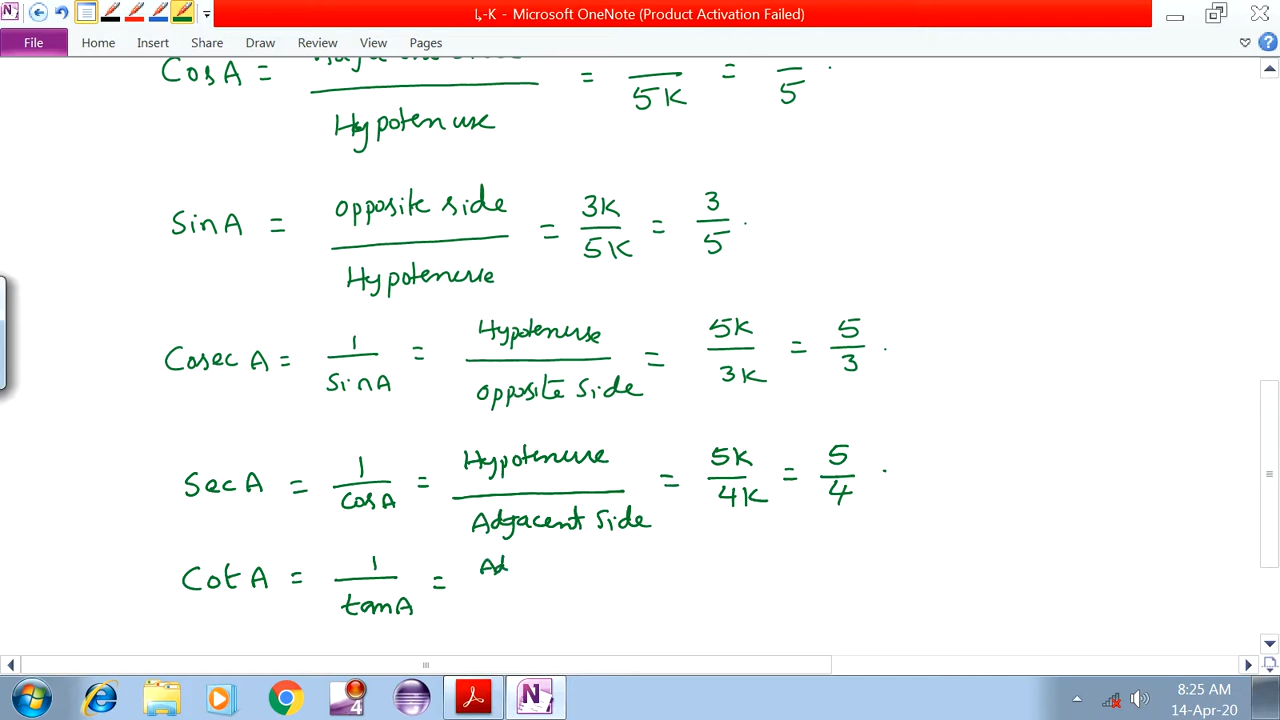 L-K - Microsoft OneNote (Product Activation Failed)
File Home Insert Share Draw Review View Pages
CosA = / Hypotenuse = / 5K = / 5 .
SinA = opposite side / Hypotenuse = 3K / 5K = 3 / 5 .
Cosec A = 1 / SinA = Hypotenuse / opposite Side = 5K / 3K = 5 / 3 .
SecA = 1 / cosA = Hypotenuse / Adjacent Side = 5K / 4K = 5 / 4 .
Cot A = 1 / tanA = Ad
4
8:25 AM
14-Apr-20